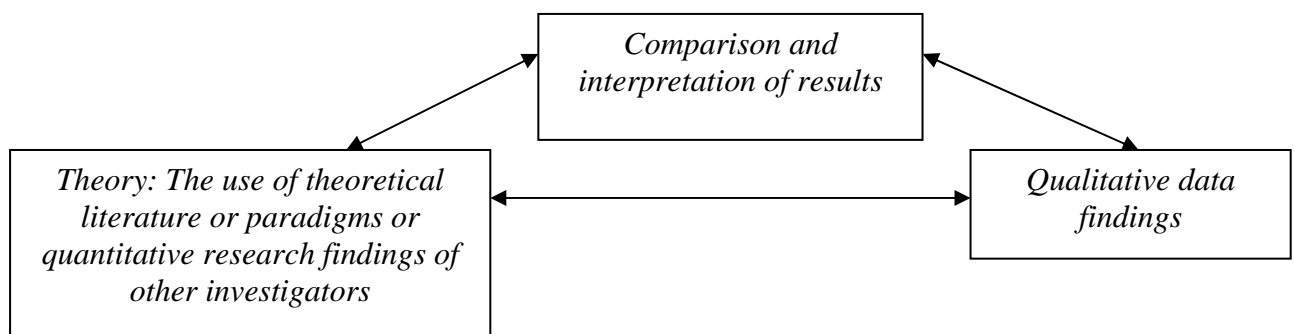 Comparison and
interpretation of results
Theory: The use of theoretical
literature or paradigms or
quantitative research findings of
other investigators
Qualitative data
findings